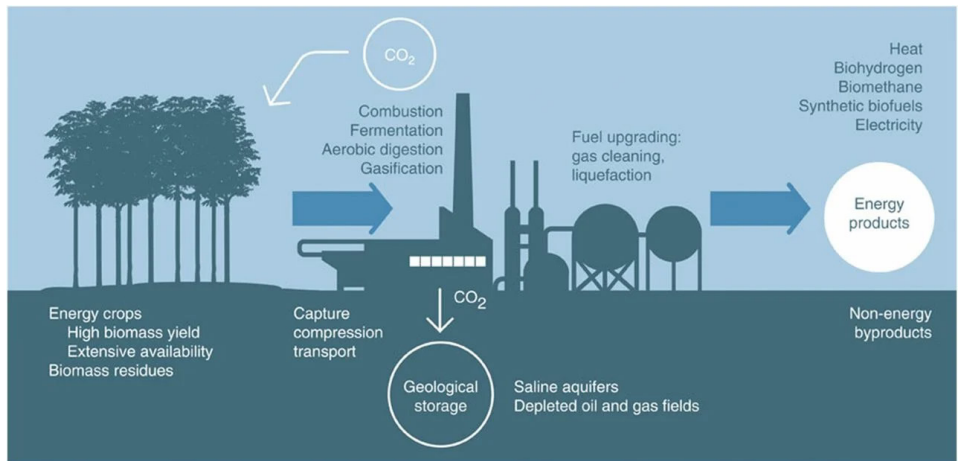 CO₂
Combustion
Fermentation
Aerobic digestion
Gasification
Fuel upgrading:
gas cleaning,
liquefaction
Heat
Biohydrogen
Biomethane
Synthetic biofuels
Electricity
Energy
products
Energy crops
High biomass yield
Extensive availability
Biomass residues
Capture
compression
transport
CO₂
Geological
storage
Saline aquifers
Depleted oil and gas fields
Non-energy
byproducts